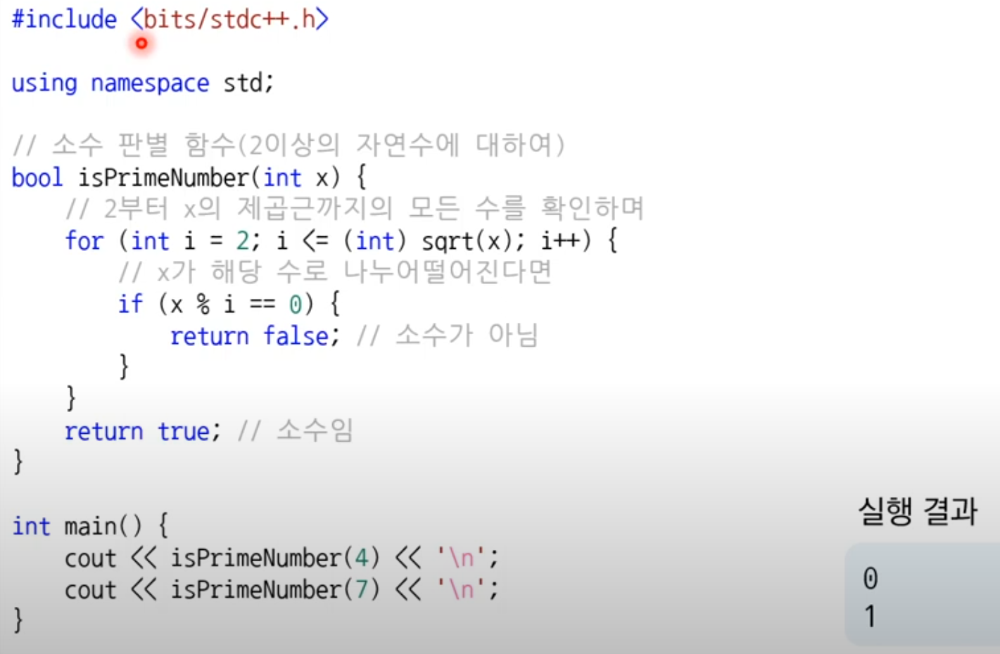 #include <bits/stdc++.h>
using namespace std;
// 소수 판별 함수(2이상의 자연수에 대하여)
bool isPrimeNumber(int x) {
    // 2부터 x의 제곱근까지의 모든 수를 확인하며
    for (int i = 2; i <= (int) sqrt(x); i++) {
        // x가 해당 수로 나누어떨어진다면
        if (x % i == 0) {
            return false; // 소수가 아님
        }
    }
    return true; // 소수임
}
int main() {
    cout << isPrimeNumber(4) << '\n';
    cout << isPrimeNumber(7) << '\n';
}
실행 결과
0
1